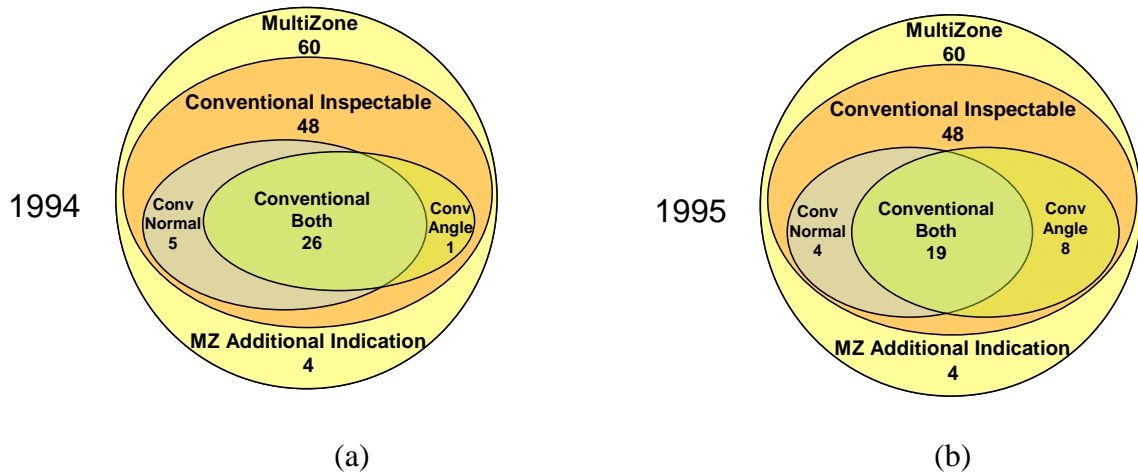 1994
MultiZone
60
Conventional Inspectable
48
Conv
Normal
5
Conventional
Both
26
Conv
Angle
1
MZ Additional Indication
4
(a)
1995
MultiZone
60
Conventional Inspectable
48
Conv
Normal
4
Conventional
Both
19
Conv
Angle
8
MZ Additional Indication
4
(b)